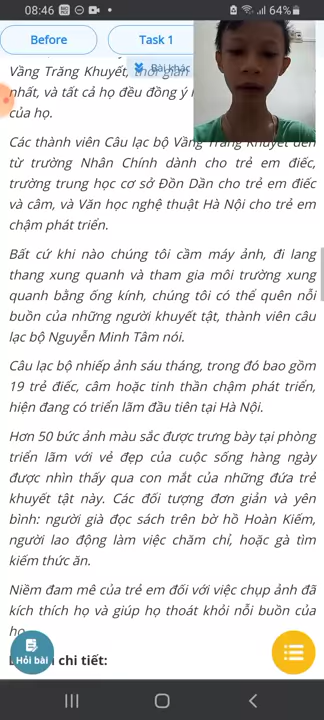 08:46
64%
Before
Task 1
Bài khác
Vầng Trăng Khuyết, thời gian
nhất, và tất cả họ đều đồng ý
của họ.
Các thành viên Câu lạc bộ Vầng Trăng Khuyết đến
từ trường Nhân Chính dành cho trẻ em điếc,
trường trung học cơ sở Đồn Dần cho trẻ em điếc
và câm, và Văn học nghệ thuật Hà Nội cho trẻ em
chậm phát triển.
Bất cứ khi nào chúng tôi cầm máy ảnh, đi lang
thang xung quanh và tham gia môi trường xung
quanh bằng ống kính, chúng tôi có thể quên nỗi
buồn của những người khuyết tật, thành viên câu
lạc bộ Nguyễn Minh Tâm nói.
Câu lạc bộ nhiếp ảnh sáu tháng, trong đó bao gồm
19 trẻ điếc, câm hoặc tinh thần chậm phát triển,
hiện đang có triển lãm đầu tiên tại Hà Nội.
Hơn 50 bức ảnh màu sắc được trưng bày tại phòng
triển lãm với vẻ đẹp của cuộc sống hàng ngày
được nhìn thấy qua con mắt của những đứa trẻ
khuyết tật này. Các đối tượng đơn giản và yên
bình: người già đọc sách trên bờ hồ Hoàn Kiếm,
người lao động làm việc chăm chỉ, hoặc gà tìm
kiếm thức ăn.
Niềm đam mê của trẻ em đối với việc chụp ảnh đã
kích thích họ và giúp họ thoát khỏi nỗi buồn của
họ
Hỏi bài
chi tiết: